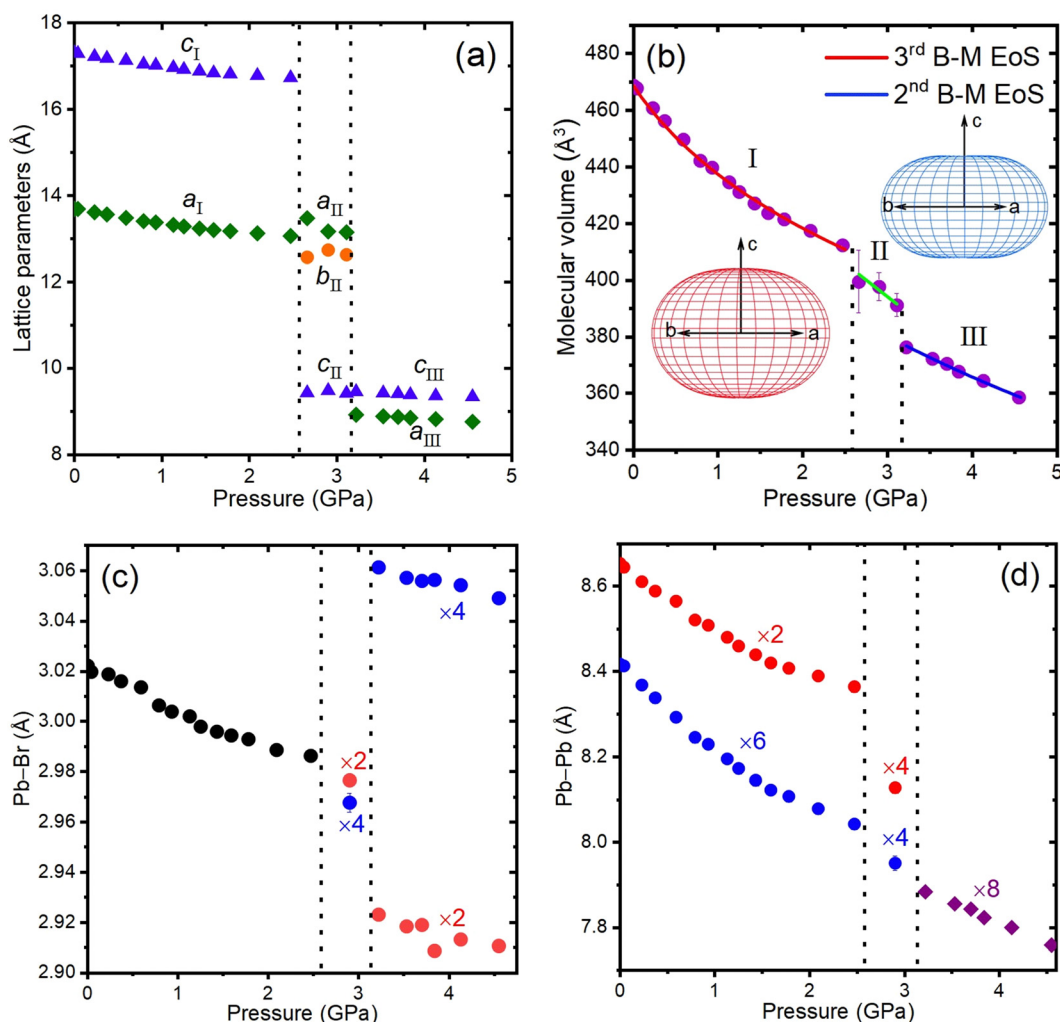 (a)
c_I
a_I
a_II
b_II
c_II
c_III
a_III
18
16
14
12
10
8
0 1 2 3 4 5
Lattice parameters (Å)
Pressure (GPa)
(b)
3rd B-M EoS
2nd B-M EoS
I
II
III
c
b
a
c
b
a
480
460
440
420
400
380
360
340
0 1 2 3 4 5
Molecular volume (Å³)
Pressure (GPa)
(c)
×4
×2
×4
×2
3.06
3.04
3.02
3.00
2.98
2.96
2.94
2.92
2.90
0 1 2 3 4
Pb–Br (Å)
Pressure (GPa)
(d)
×2
×6
×4
×4
×8
8.6
8.4
8.2
8.0
7.8
0 1 2 3 4
Pb–Pb (Å)
Pressure (GPa)